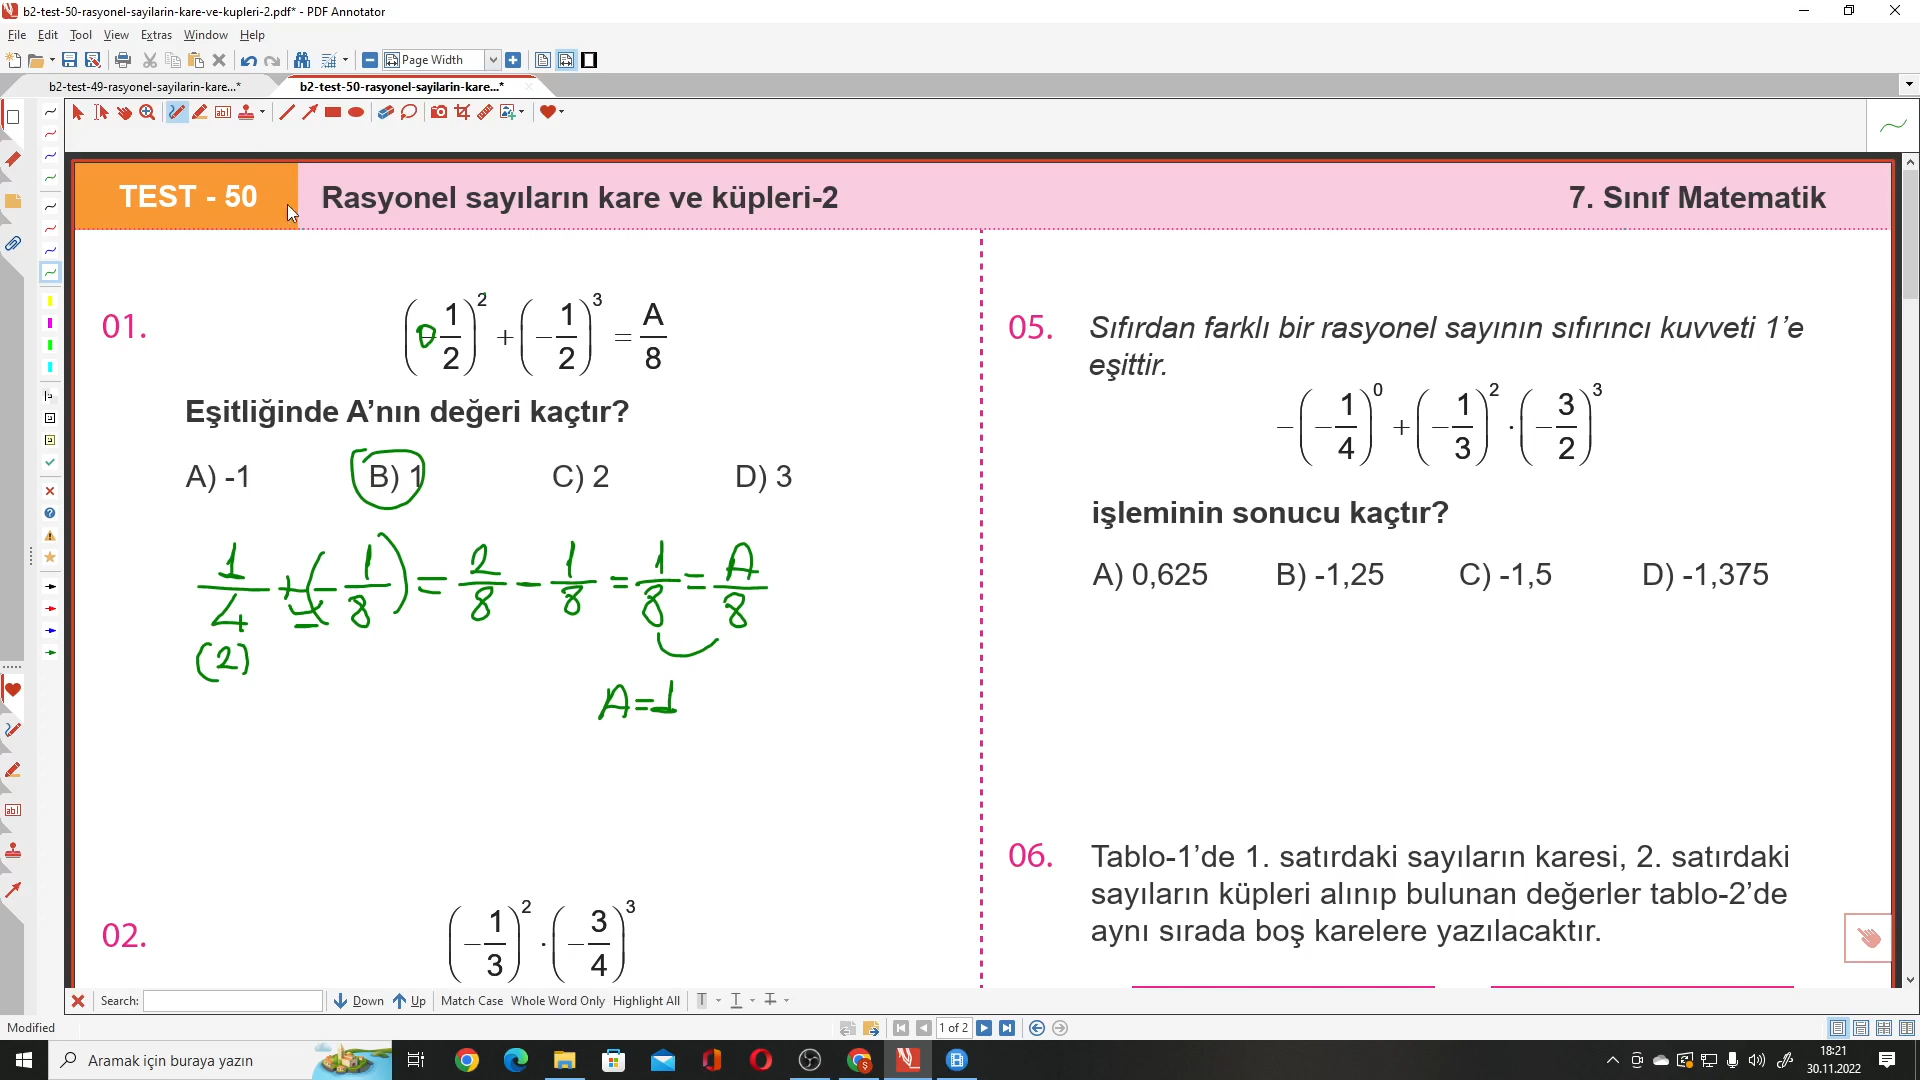 b2-test-50-rasyonel-sayilarin-kare-ve-kupleri-2.pdf* - PDF Annotator
File Edit Tool View Extras Window Help
Page Width
b2-test-49-rasyonel-sayilarin-kare...*
b2-test-50-rasyonel-sayilarin-kare...*
TEST - 50
Rasyonel sayıların kare ve küpleri-2
7. Sınıf Matematik
01.
(-1/2)² + (-1/2)³ = A/8
Eşitliğinde A’nın değeri kaçtır?
A) -1 B) 1 C) 2 D) 3
1/4 + (-1/8) = 2/8 - 1/8 = 1/8 = A/8
(2)
A=1
02.
(-1/3)² · (-3/4)³
05. Sıfırdan farklı bir rasyonel sayının sıfırıncı kuvveti 1’e
eşittir.
-(-1/4)⁰ + (-1/3)² · (-3/2)³
işleminin sonucu kaçtır?
A) 0,625 B) -1,25 C) -1,5 D) -1,375
06. Tablo-1’de 1. satırdaki sayıların karesi, 2. satırdaki
sayıların küpleri alınıp bulunan değerler tablo-2’de
aynı sırada boş karelere yazılacaktır.
Search: Down Up Match Case Whole Word Only Highlight All
Modified
1 of 2
Aramak için buraya yazın
18:21
30.11.2022